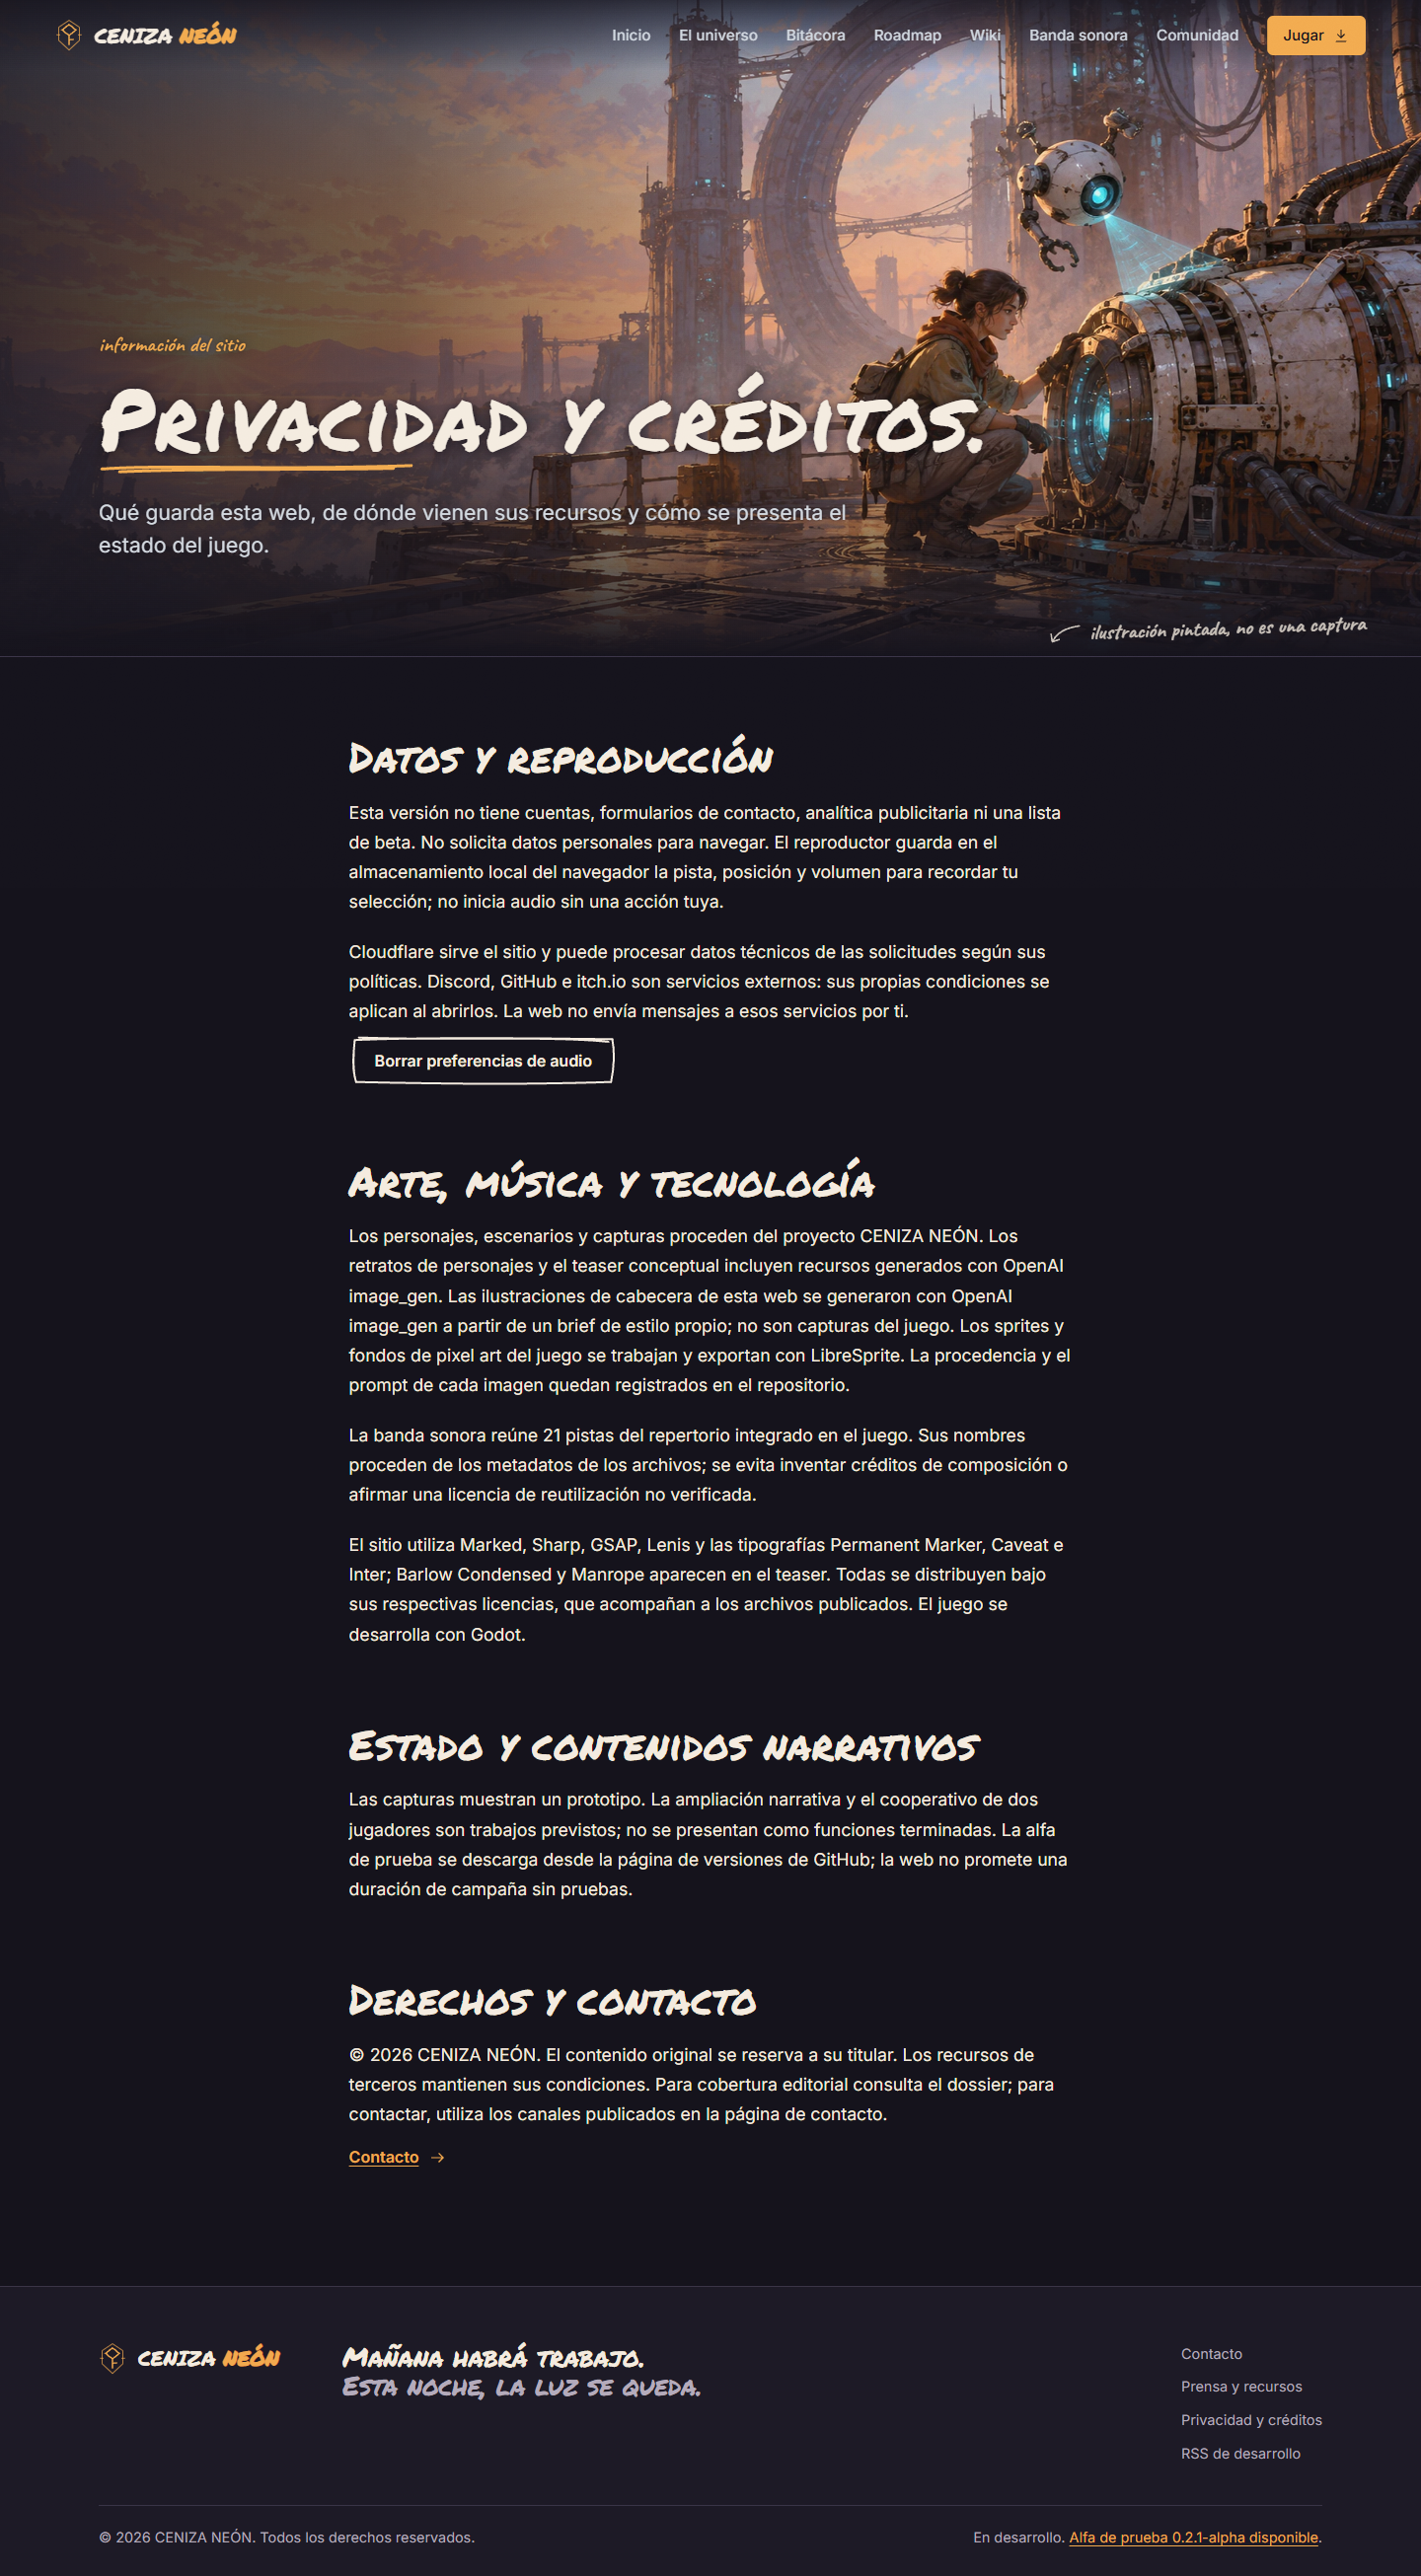 CENIZA NEÓN
Inicio
El universo
Bitácora
Roadmap
Wiki
Banda sonora
Comunidad
Jugar
información del sitio
Privacidad y créditos.
Qué guarda esta web, de dónde vienen sus recursos y cómo se presenta el
estado del juego.
ilustración pintada, no es una captura
Datos y reproducción
Esta versión no tiene cuentas, formularios de contacto, analítica publicitaria ni una lista
de beta. No solicita datos personales para navegar. El reproductor guarda en el
almacenamiento local del navegador la pista, posición y volumen para recordar tu
selección; no inicia audio sin una acción tuya.
Cloudflare sirve el sitio y puede procesar datos técnicos de las solicitudes según sus
políticas. Discord, GitHub e itch.io son servicios externos: sus propias condiciones se
aplican al abrirlos. La web no envía mensajes a esos servicios por ti.
Borrar preferencias de audio
Arte, música y tecnología
Los personajes, escenarios y capturas proceden del proyecto CENIZA NEÓN. Los
retratos de personajes y el teaser conceptual incluyen recursos generados con OpenAI
image_gen. Las ilustraciones de cabecera de esta web se generaron con OpenAI
image_gen a partir de un brief de estilo propio; no son capturas del juego. Los sprites y
fondos de pixel art del juego se trabajan y exportan con LibreSprite. La procedencia y el
prompt de cada imagen quedan registrados en el repositorio.
La banda sonora reúne 21 pistas del repertorio integrado en el juego. Sus nombres
proceden de los metadatos de los archivos; se evita inventar créditos de composición o
afirmar una licencia de reutilización no verificada.
El sitio utiliza Marked, Sharp, GSAP, Lenis y las tipografías Permanent Marker, Caveat e
Inter; Barlow Condensed y Manrope aparecen en el teaser. Todas se distribuyen bajo
sus respectivas licencias, que acompañan a los archivos publicados. El juego se
desarrolla con Godot.
Estado y contenidos narrativos
Las capturas muestran un prototipo. La ampliación narrativa y el cooperativo de dos
jugadores son trabajos previstos; no se presentan como funciones terminadas. La alfa
de prueba se descarga desde la página de versiones de GitHub; la web no promete una
duración de campaña sin pruebas.
Derechos y contacto
© 2026 CENIZA NEÓN. El contenido original se reserva a su titular. Los recursos de
terceros mantienen sus condiciones. Para cobertura editorial consulta el dossier; para
contactar, utiliza los canales publicados en la página de contacto.
Contacto
CENIZA NEÓN
Mañana habrá trabajo.
Esta noche, la luz se queda.
Contacto
Prensa y recursos
Privacidad y créditos
RSS de desarrollo
© 2026 CENIZA NEÓN. Todos los derechos reservados.
En desarrollo. Alfa de prueba 0.2.1-alpha disponible.